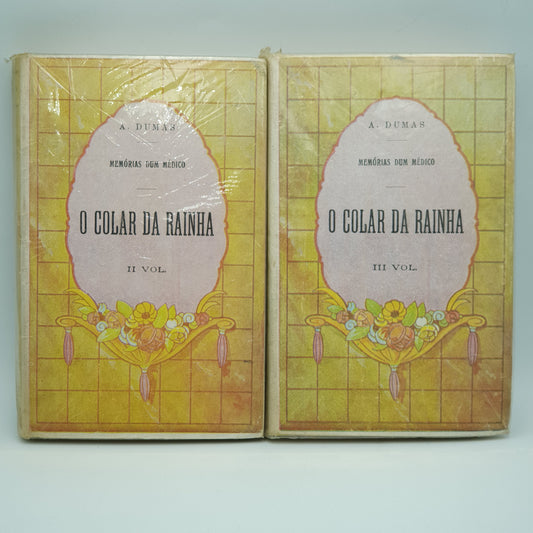 A. DUMAS
MEMÓRIAS DUM MÉDICO
O COLAR DA RAINHA
II VOL.
A. DUMAS
MEMÓRIAS DUM MÉDICO
O COLAR DA RAINHA
III VOL.